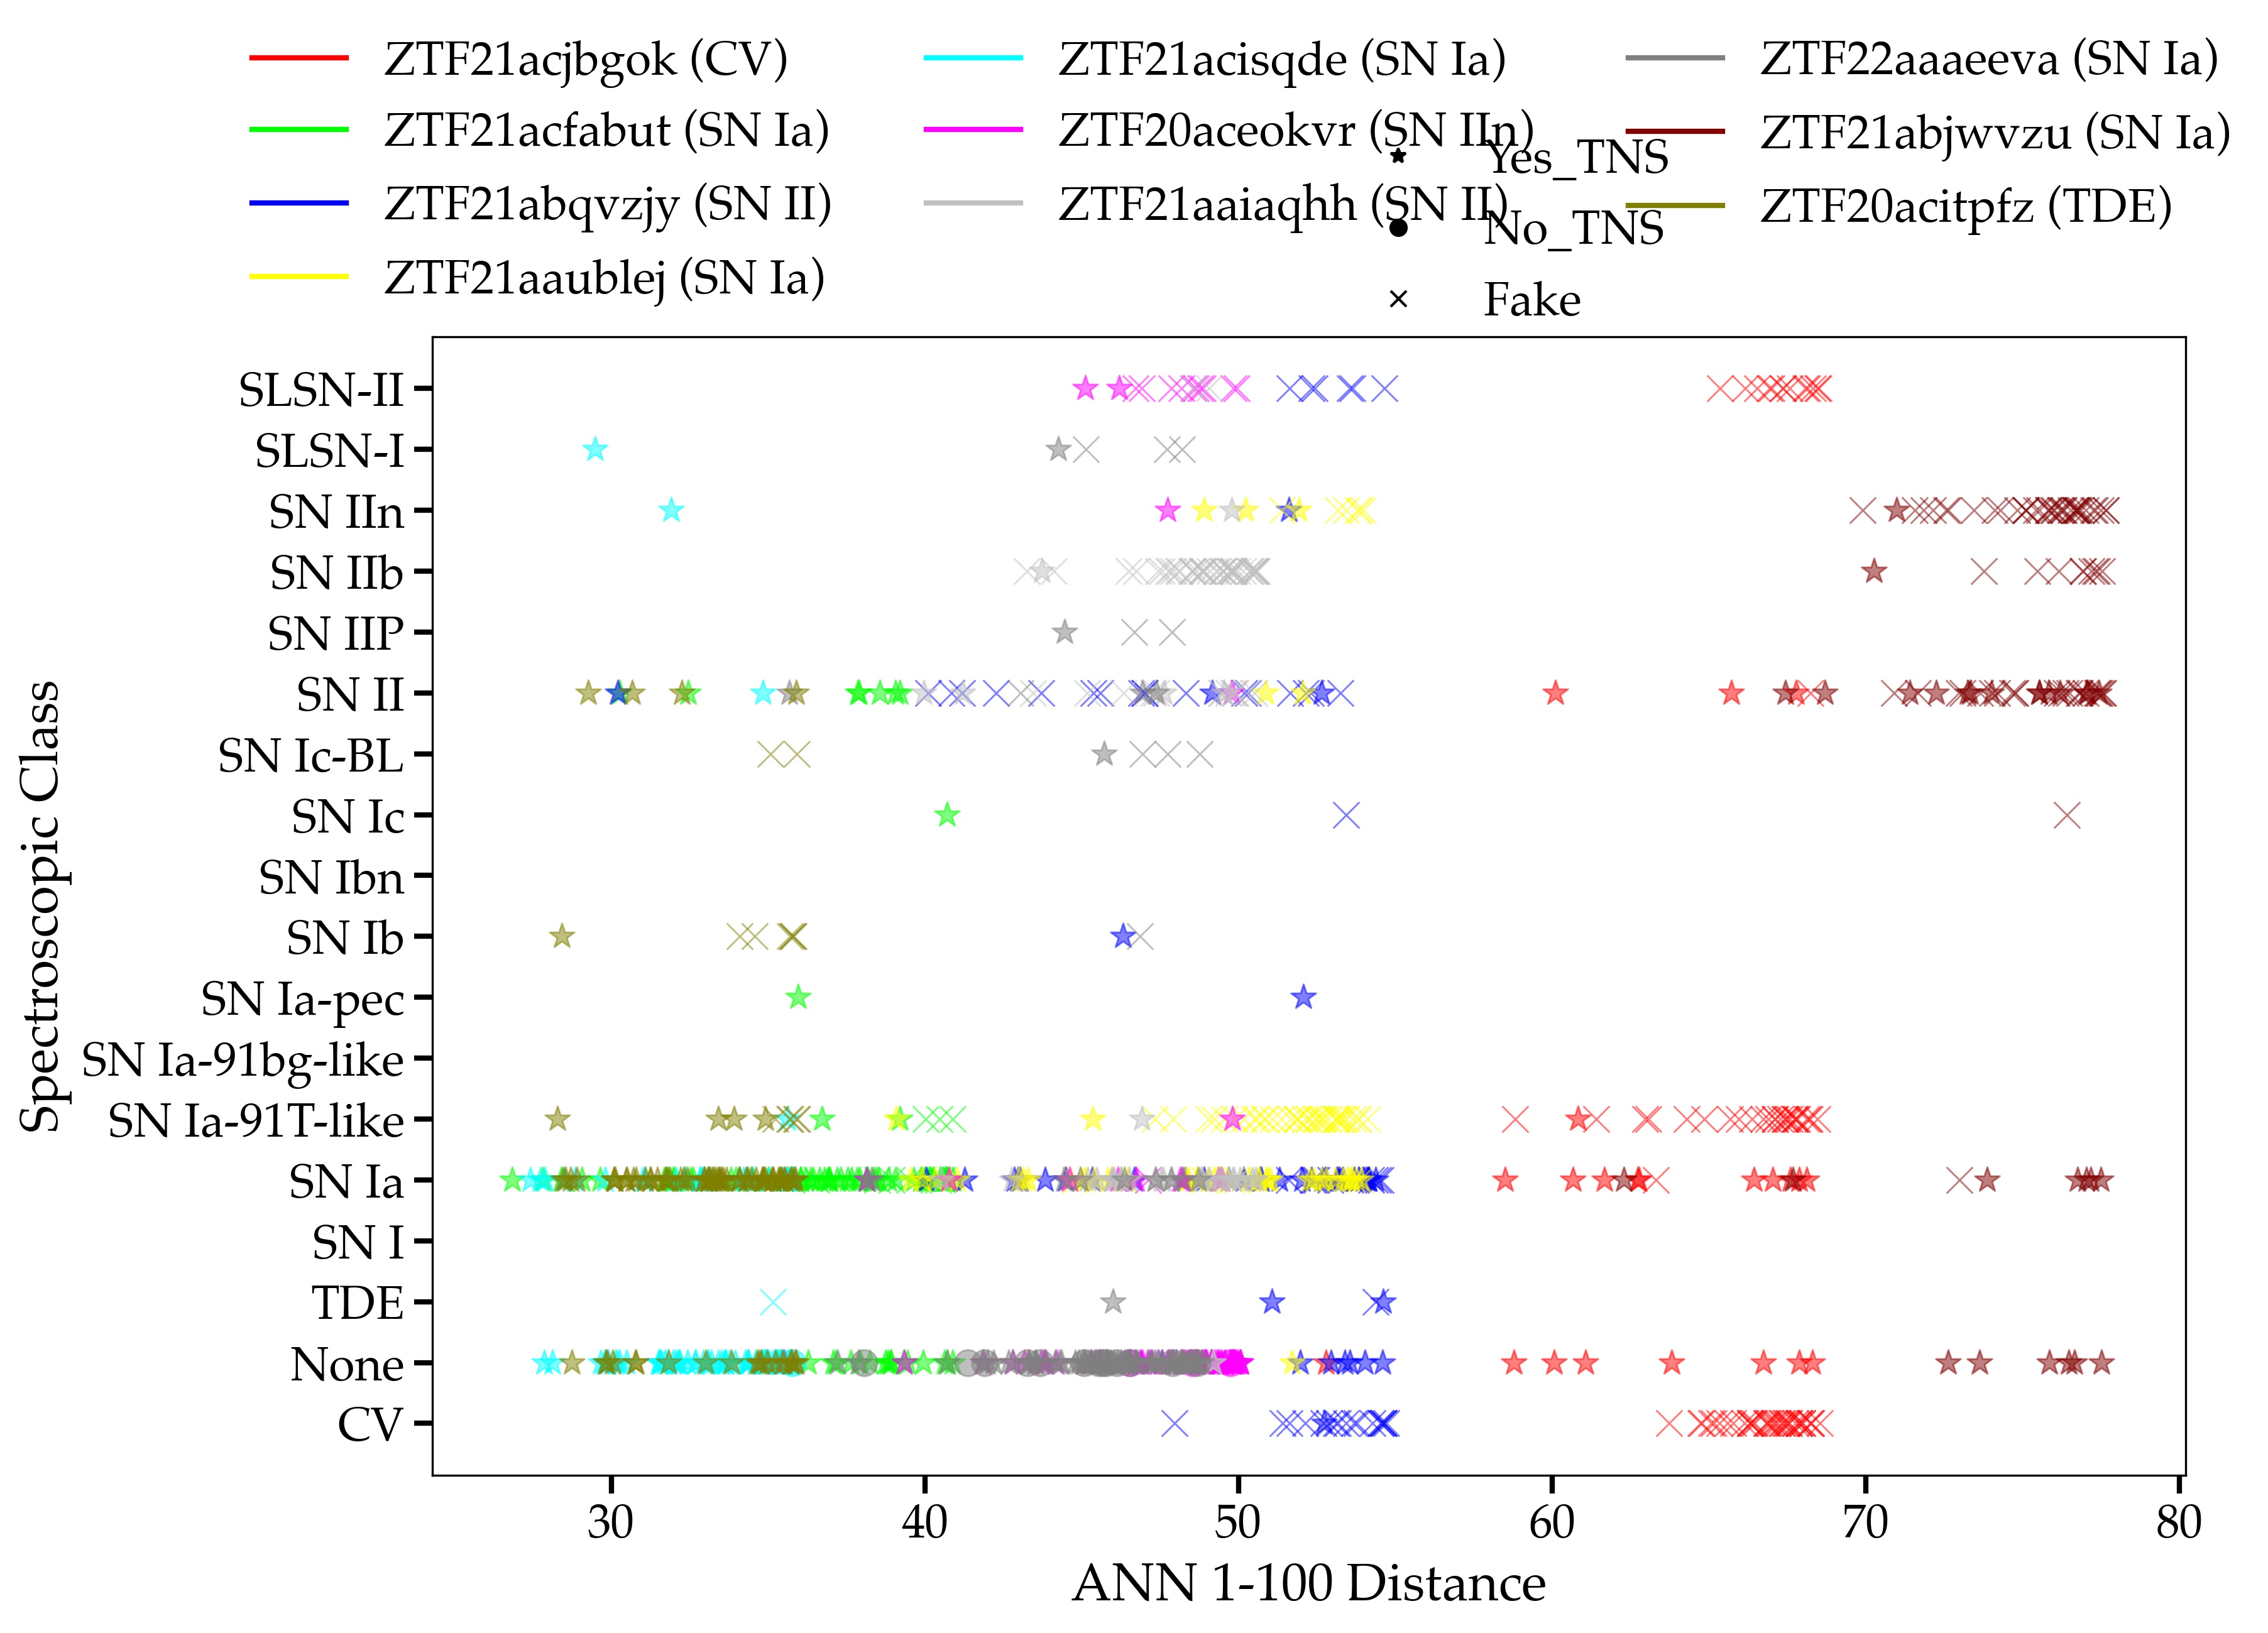 ZTF21acjbgok (CV)
ZTF21acfabut (SN Ia)
ZTF21abqvzjy (SN II)
ZTF21aaublej (SN Ia)
ZTF21acisqde (SN Ia)
ZTF20aceokvr (SN IIn)
ZTF21aaiaqhh (SN II)
ZTF22aaaeeva (SN Ia)
ZTF21abjwvzu (SN Ia)
ZTF20acitpfz (TDE)
Yes_TNS
No_TNS
Fake
Spectroscopic Class
SLSN-II
SLSN-I
SN IIn
SN IIb
SN IIP
SN II
SN Ic-BL
SN Ic
SN Ibn
SN Ib
SN Ia-pec
SN Ia-91bg-like
SN Ia-91T-like
SN Ia
SN I
TDE
None
CV
30 40 50 60 70 80
ANN 1-100 Distance